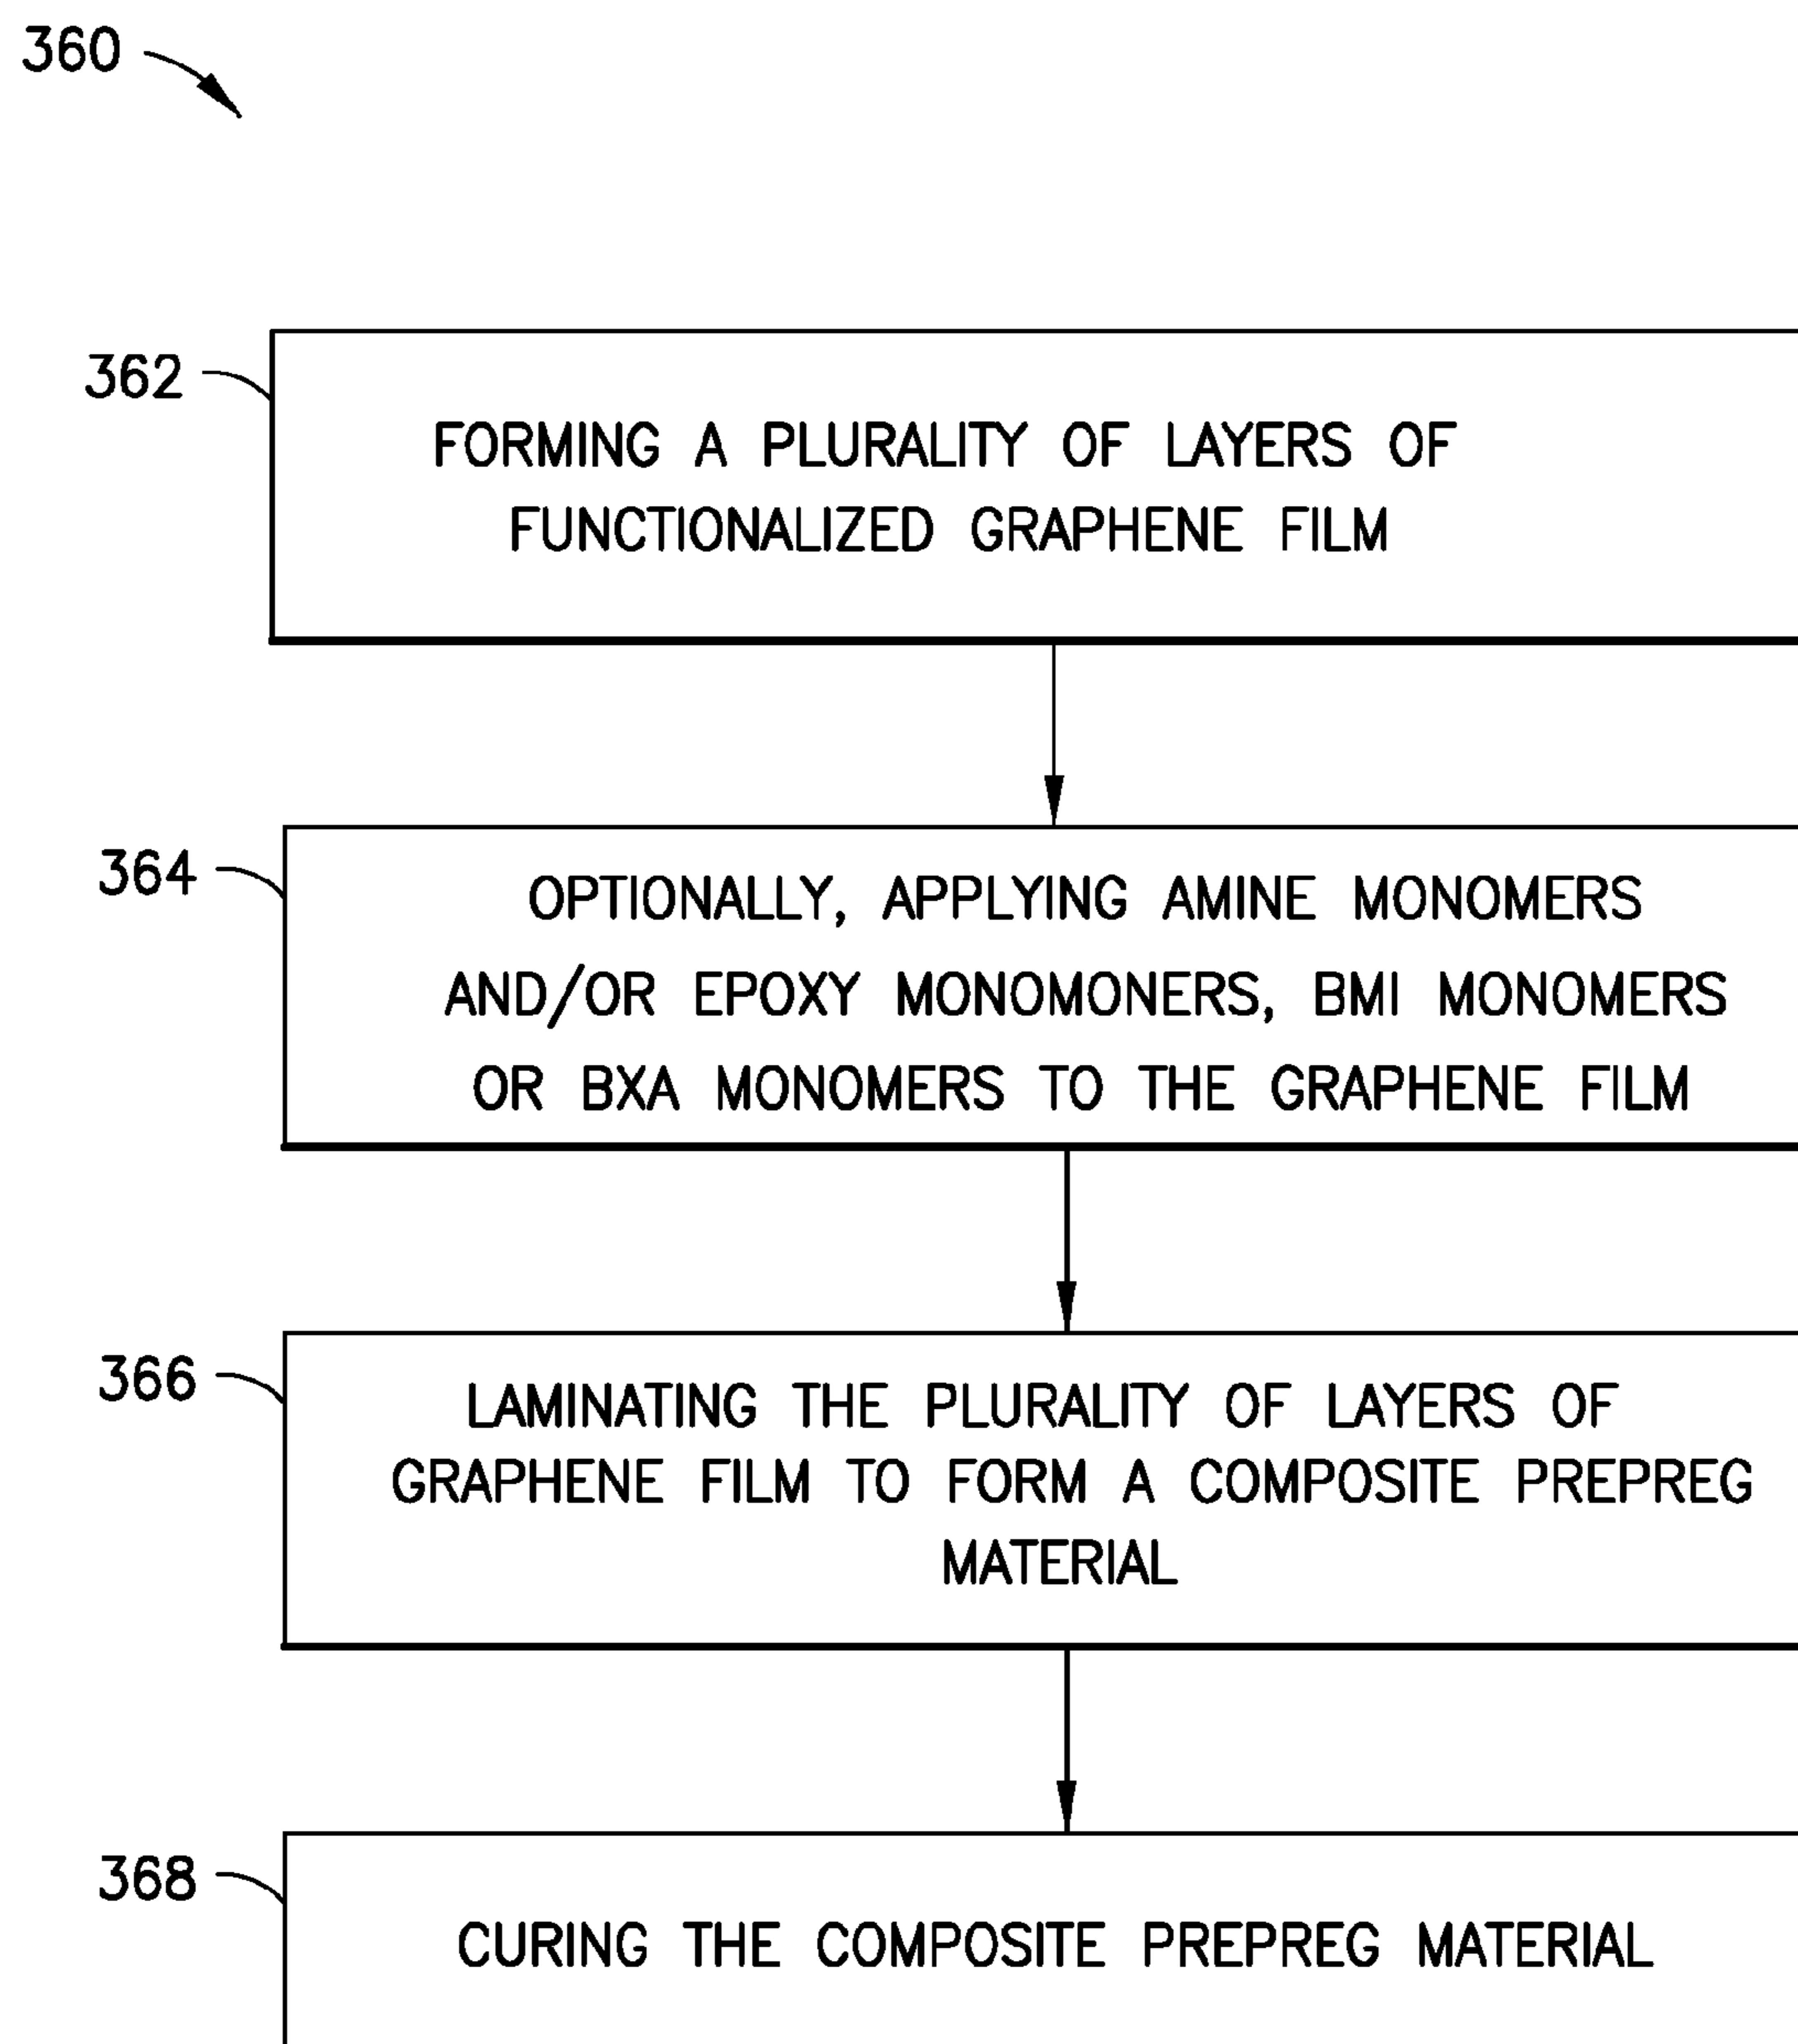 360
362
FORMING A PLURALITY OF LAYERS OF
FUNCTIONALIZED GRAPHENE FILM
364
OPTIONALLY, APPLYING AMINE MONOMERS
AND/OR EPOXY MONOMONERS, BMI MONOMERS
OR BXA MONOMERS TO THE GRAPHENE FILM
366
LAMINATING THE PLURALITY OF LAYERS OF
GRAPHENE FILM TO FORM A COMPOSITE PREPREG
MATERIAL
368
CURING THE COMPOSITE PREPREG MATERIAL